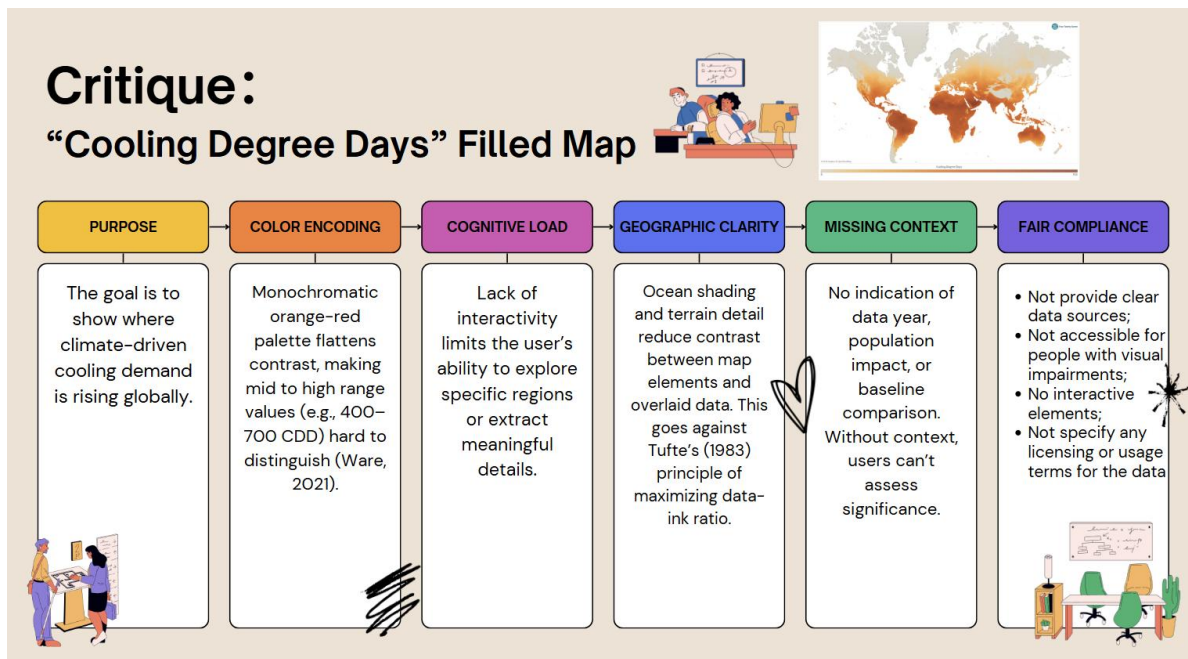 Critique:
“Cooling Degree Days” Filled Map
PURPOSE
The goal is to
show where
climate-driven
cooling demand
is rising globally.
COLOR ENCODING
Monochromatic
orange-red
palette flattens
contrast, making
mid to high range
values (e.g., 400–
700 CDD) hard to
distinguish (Ware,
2021).
COGNITIVE LOAD
Lack of
interactivity
limits the user’s
ability to explore
specific regions
or extract
meaningful
details.
GEOGRAPHIC CLARITY
Ocean shading
and terrain detail
reduce contrast
between map
elements and
overlaid data. This
goes against
Tufte’s (1983)
principle of
maximizing data-
ink ratio.
MISSING CONTEXT
No indication of
data year,
population
impact, or
baseline
comparison.
Without context,
users can’t
assess
significance.
FAIR COMPLIANCE
• Not provide clear
data sources;
• Not accessible for
people with visual
impairments;
• No interactive
elements;
• Not specify any
licensing or usage
terms for the data